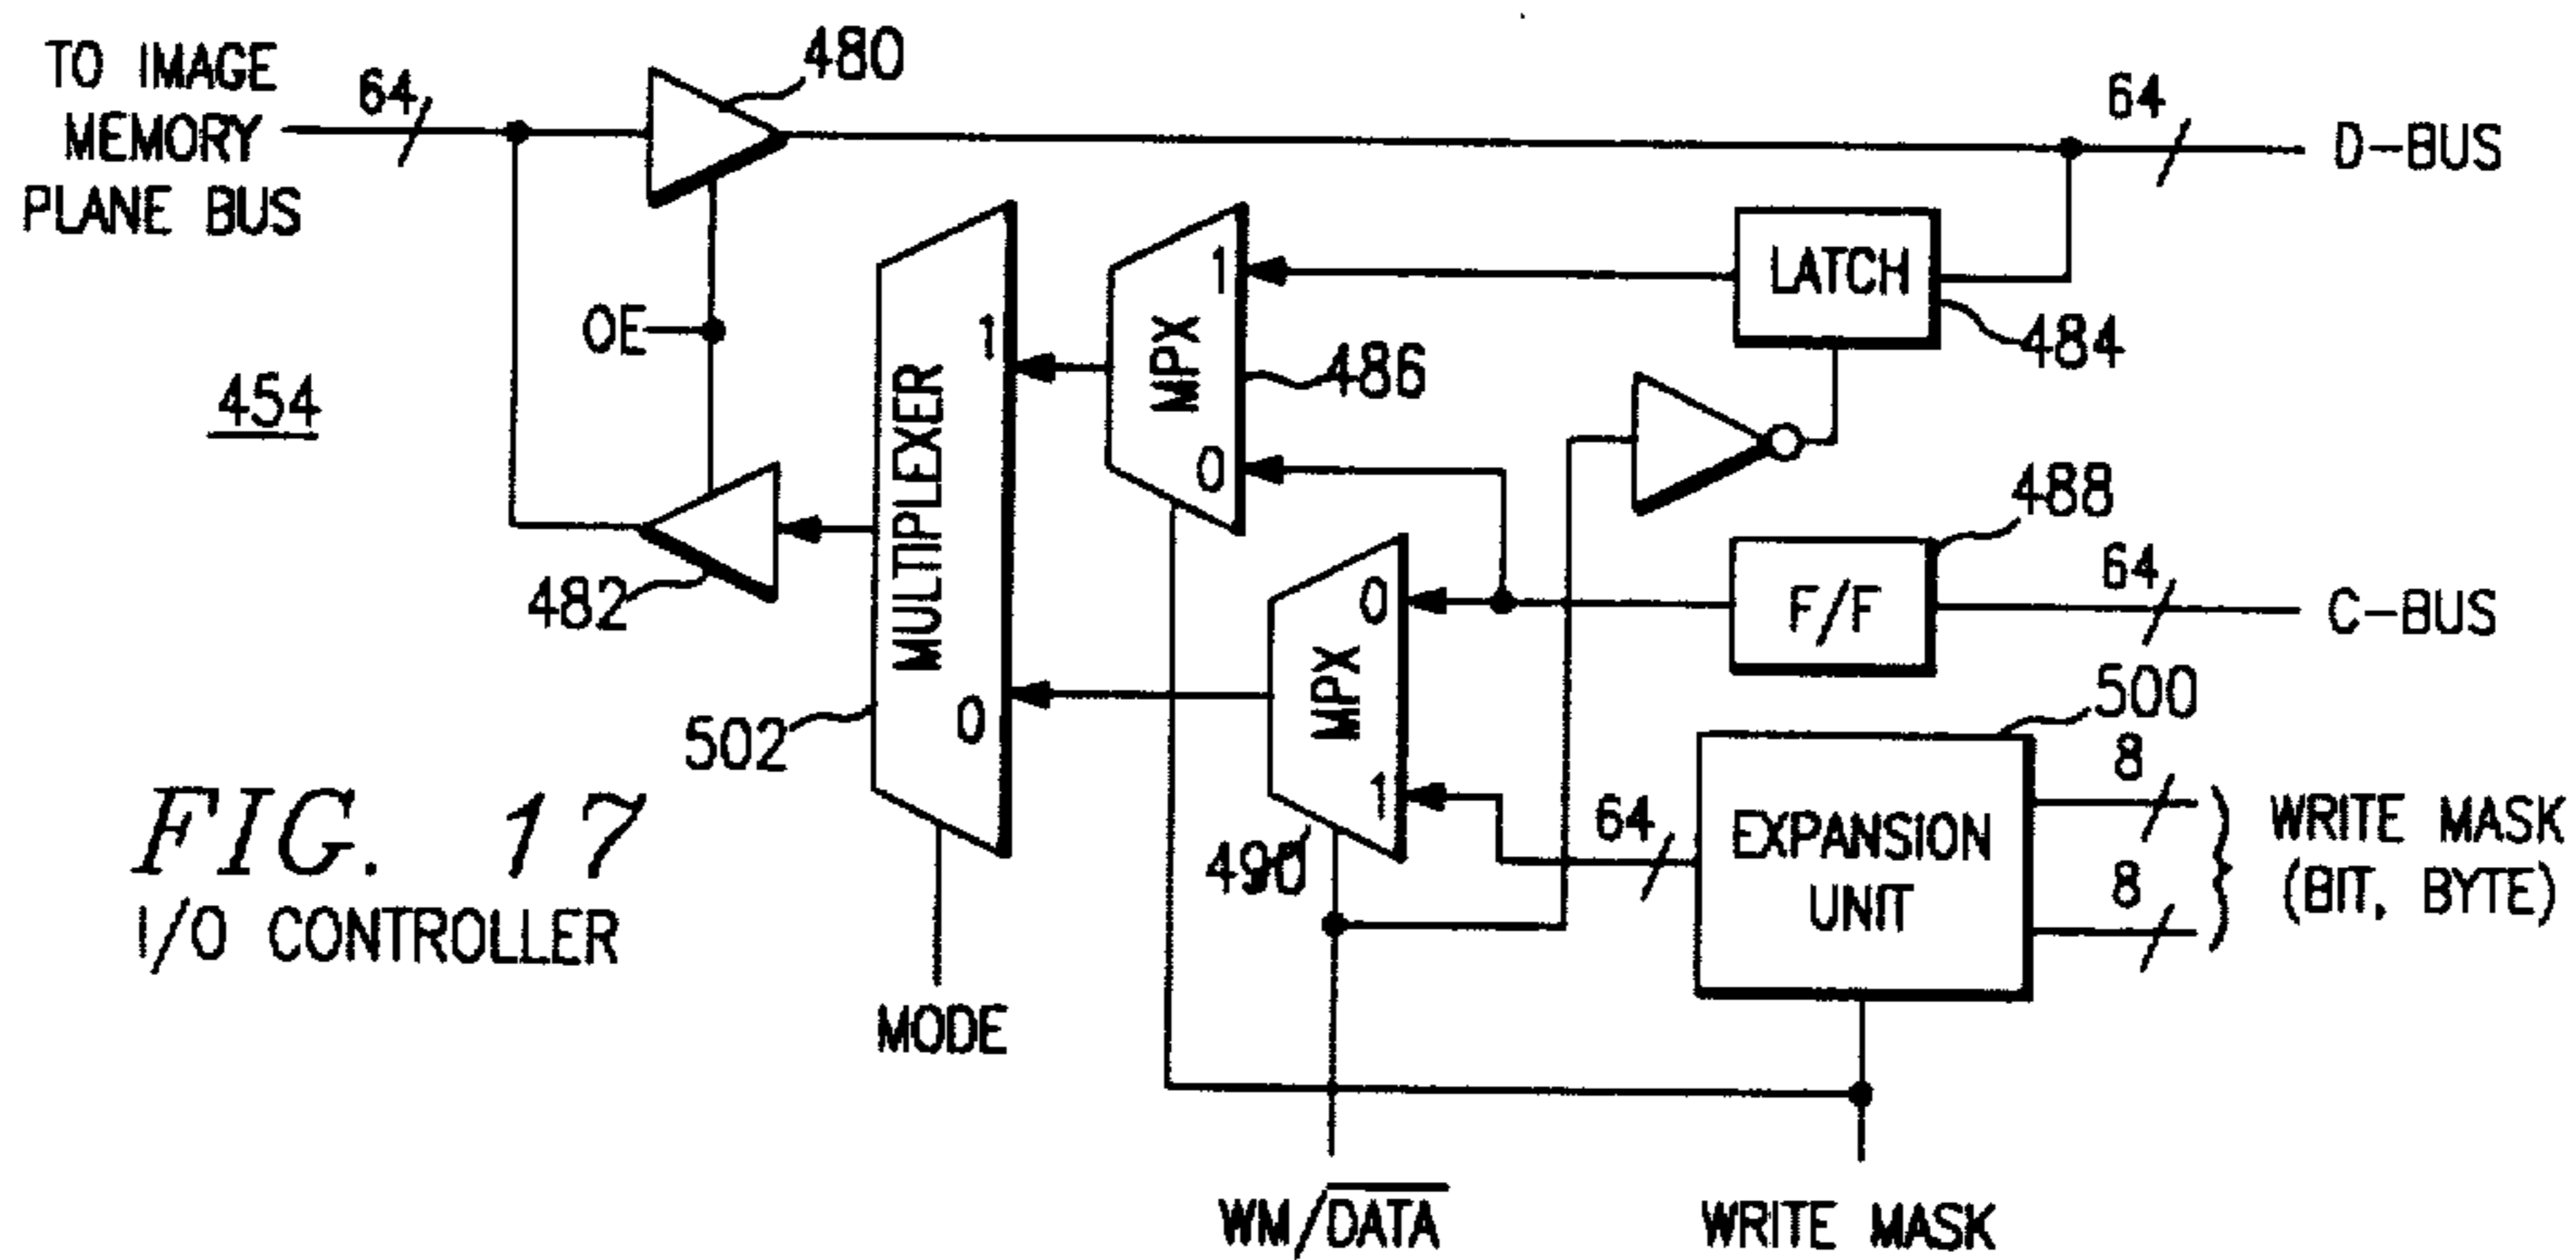 TO IMAGE
MEMORY
PLANE BUS
64
480
64
D-BUS
OE
454
482
MULTIPLEXER
1
0
502
MODE
MPX
1
0
486
LATCH
484
MPX
0
1
490
F/F
488
64
C-BUS
500
EXPANSION
UNIT
64
8
8
WRITE MASK
(BIT, BYTE)
WM/DATA
WRITE MASK
FIG. 17
I/O CONTROLLER